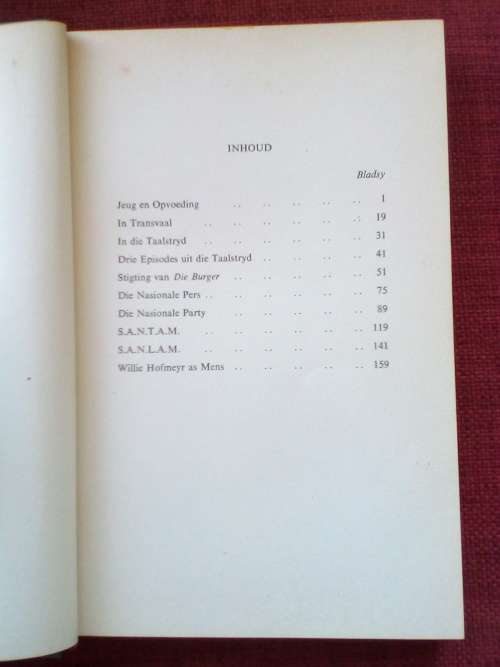 INHOUD
Bladsy
Jeug en Opvoeding .. .. .. .. .. 1
In Transvaal .. .. .. .. .. 19
In die Taalstryd .. .. .. .. .. .. 31
Drie Episodes uit die Taalstryd .. .. .. .. 41
Stigting van Die Burger .. .. .. .. .. 51
Die Nasionale Pers .. .. .. .. .. .. 75
Die Nasionale Party .. .. .. .. .. 89
S.A.N.T.A.M. .. .. .. .. .. .. 119
S.A.N.L.A.M. .. .. .. .. .. .. 141
Willie Hofmeyr as Mens .. .. .. .. .. 159